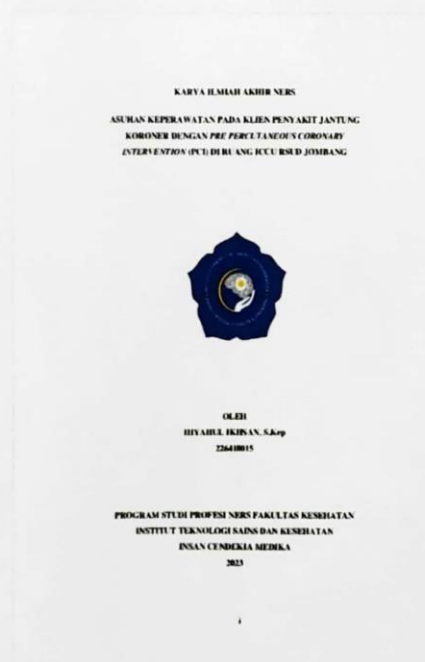 KARYA ILMIAH AKHIR NERS
ASUHAN KEPERAWATAN PADA KLIEN PENYAKIT JANTUNG
KORONER DENGAN PRE PERCUTANEOUS CORONARY
INTERVENTION (PCI) DI RUANG ICCU RSUD JOMBANG
OLEH
IHYAHUL IKHSAN, S.Kep
226410015
PROGRAM STUDI PROFESI NERS FAKULTAS KESEHATAN
INSTITUT TEKNOLOGI SAINS DAN KESEHATAN
INSAN CENDEKIA MEDIKA
2023
i